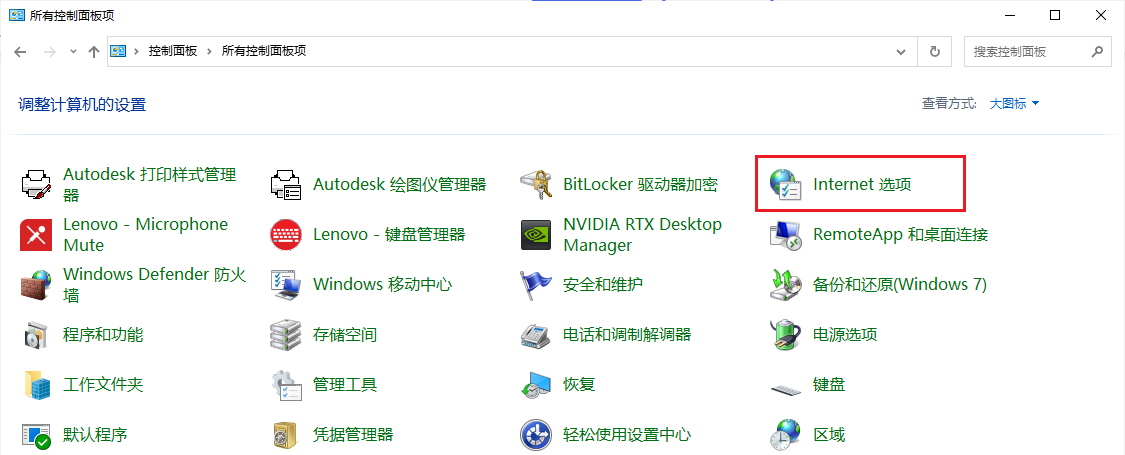 所有控制面板项
控制面板 › 所有控制面板项
搜索控制面板
调整计算机的设置
查看方式: 大图标
Autodesk 打印样式管理
器
Autodesk 绘图仪管理器
BitLocker 驱动器加密
Internet 选项
Lenovo - Microphone
Mute
Lenovo - 键盘管理器
NVIDIA RTX Desktop
Manager
RemoteApp 和桌面连接
Windows Defender 防火
墙
Windows 移动中心
安全和维护
备份和还原(Windows 7)
程序和功能
存储空间
电话和调制解调器
电源选项
工作文件夹
管理工具
恢复
键盘
默认程序
凭据管理器
轻松使用设置中心
区域